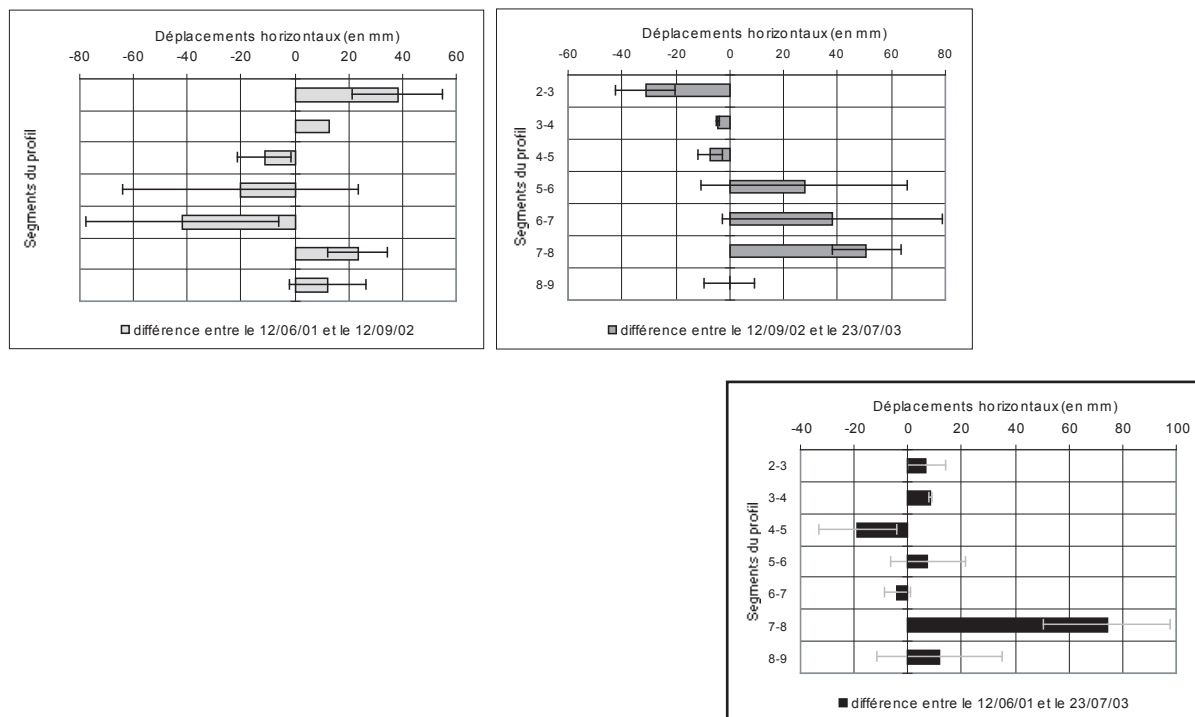 Déplacements horizontaux (en mm)
-80 -60 -40 -20 0 20 40 60
Segments du profil
différence entre le 12/06/01 et le 12/09/02
Déplacements horizontaux (en mm)
-60 -40 -20 0 20 40 60 80
2-3
3-4
4-5
5-6
6-7
7-8
8-9
Segments du profil
différence entre le 12/09/02 et le 23/07/03
Déplacements horizontaux (en mm)
-40 -20 0 20 40 60 80 100
2-3
3-4
4-5
5-6
6-7
7-8
8-9
Segments du profil
différence entre le 12/06/01 et le 23/07/03